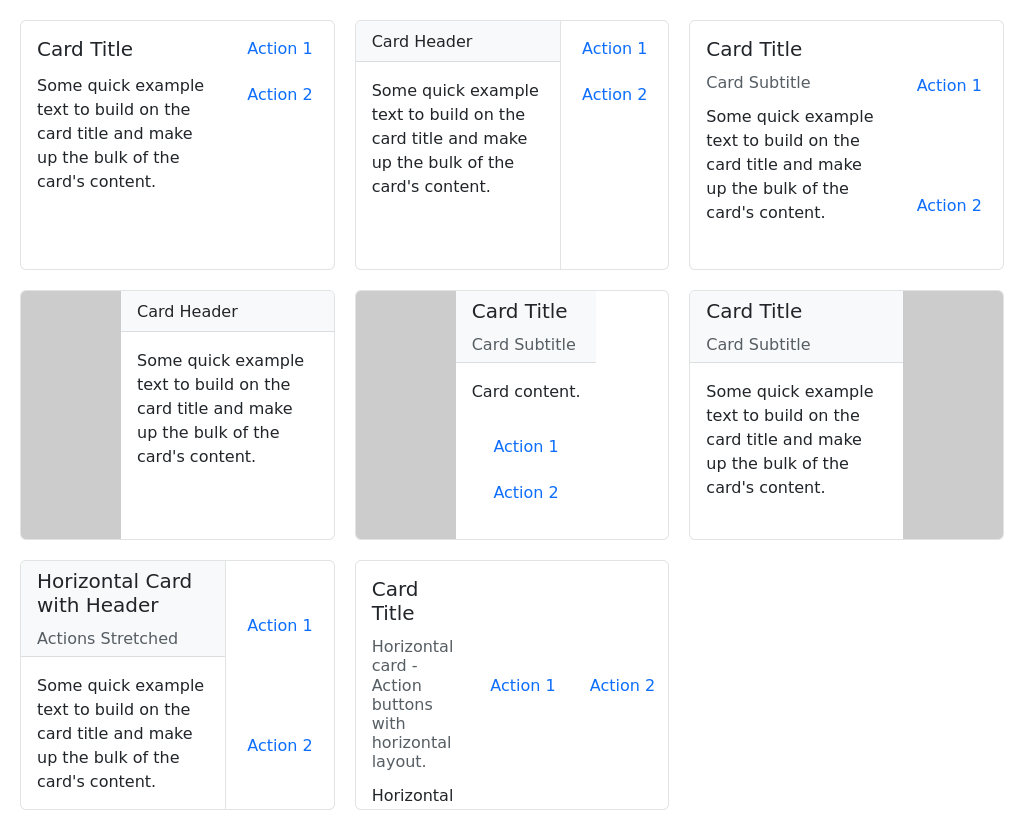 Card Title
Some quick example
text to build on the
card title and make
up the bulk of the
card's content.
Action 1
Action 2
Card Header
Some quick example
text to build on the
card title and make
up the bulk of the
card's content.
Action 1
Action 2
Card Title
Card Subtitle
Some quick example
text to build on the
card title and make
up the bulk of the
card's content.
Action 1
Action 2
Card Header
Some quick example
text to build on the
card title and make
up the bulk of the
card's content.
Card Title
Card Subtitle
Card content.
Action 1
Action 2
Card Title
Card Subtitle
Some quick example
text to build on the
card title and make
up the bulk of the
card's content.
Horizontal Card
with Header
Actions Stretched
Some quick example
text to build on the
card title and make
up the bulk of the
card's content.
Action 1
Action 2
Card
Title
Horizontal
card -
Action
buttons
with
horizontal
layout.
Horizontal
Action 1
Action 2